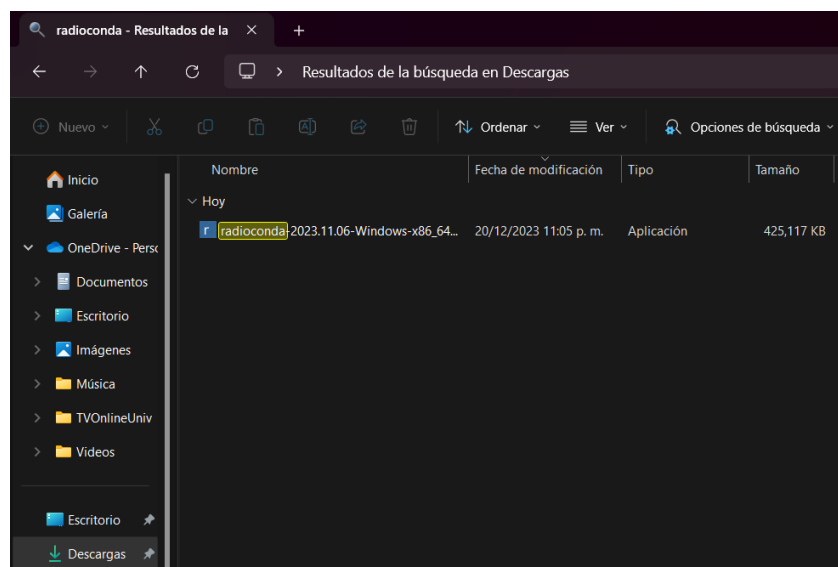 radioconda - Resultados de la
Resultados de la búsqueda en Descargas
Nuevo
Ordenar
Ver
Opciones de búsqueda
Nombre
Fecha de modificación
Tipo
Tamaño
Hoy
r radioconda-2023.11.06-Windows-x86_64... 20/12/2023 11:05 p. m. Aplicación 425,117 KB
Inicio
Galería
OneDrive - Perso
Documentos
Escritorio
Imágenes
Música
TVOnlineUniv
Videos
Escritorio
Descargas